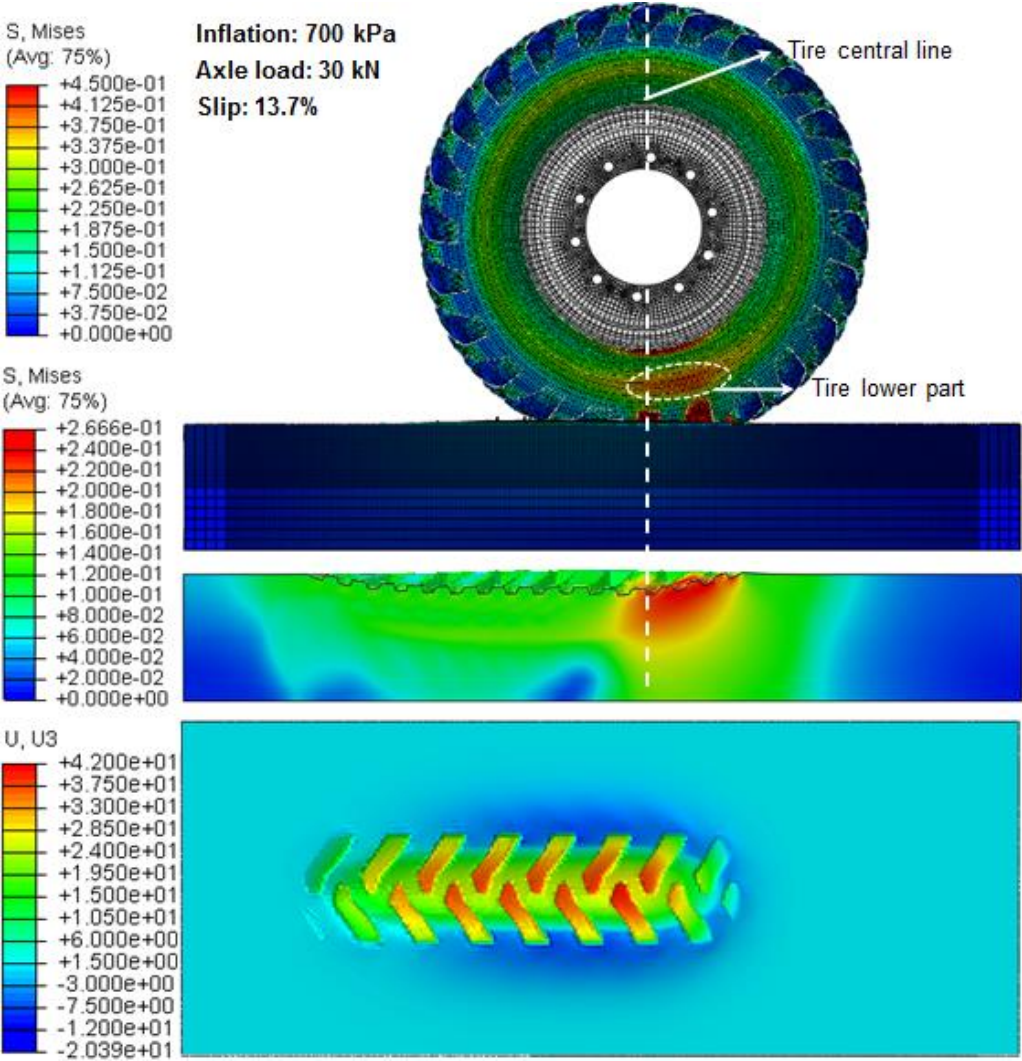 S, Mises
(Avg: 75%)
+4.500e-01
+4.125e-01
+3.750e-01
+3.375e-01
+3.000e-01
+2.625e-01
+2.250e-01
+1.875e-01
+1.500e-01
+1.125e-01
+7.500e-02
+3.750e-02
+0.000e+00
Inflation: 700 kPa
Axle load: 30 kN
Slip: 13.7%
Tire central line
Tire lower part
S, Mises
(Avg: 75%)
+2.666e-01
+2.400e-01
+2.200e-01
+2.000e-01
+1.800e-01
+1.600e-01
+1.400e-01
+1.200e-01
+1.000e-01
+8.000e-02
+6.000e-02
+4.000e-02
+2.000e-02
+0.000e+00
U, U3
+4.200e+01
+3.750e+01
+3.300e+01
+2.850e+01
+2.400e+01
+1.950e+01
+1.500e+01
+1.050e+01
+6.000e+00
+1.500e+00
-3.000e+00
-7.500e+00
-1.200e+01
-2.039e+01